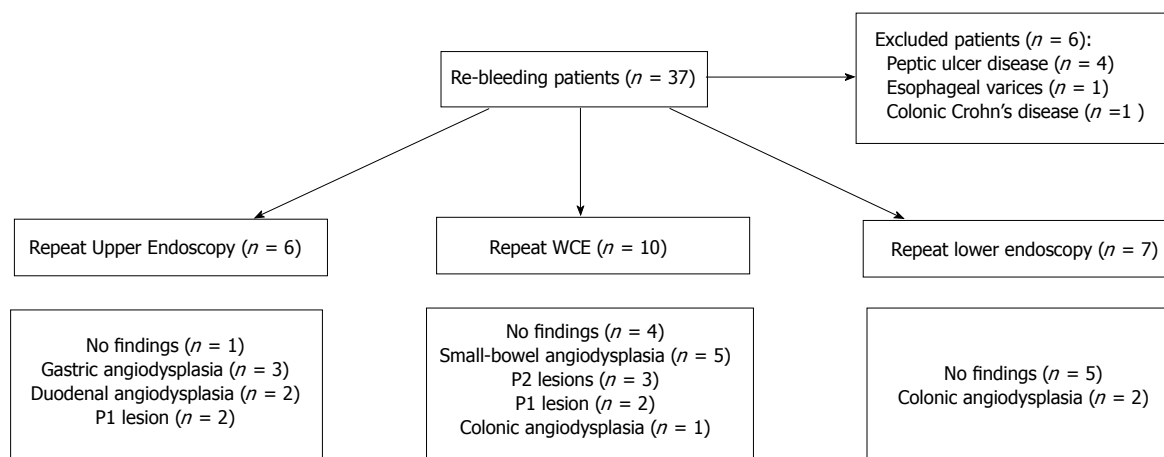 Re-bleeding patients (n = 37)
Excluded patients (n = 6):
Peptic ulcer disease (n = 4)
Esophageal varices (n = 1)
Colonic Crohn's disease (n =1 )
Repeat Upper Endoscopy (n = 6)
Repeat WCE (n = 10)
Repeat lower endoscopy (n = 7)
No findings (n = 1)
Gastric angiodysplasia (n = 3)
Duodenal angiodysplasia (n = 2)
P1 lesion (n = 2)
No findings (n = 4)
Small-bowel angiodysplasia (n = 5)
P2 lesions (n = 3)
P1 lesion (n = 2)
Colonic angiodysplasia (n = 1)
No findings (n = 5)
Colonic angiodysplasia (n = 2)